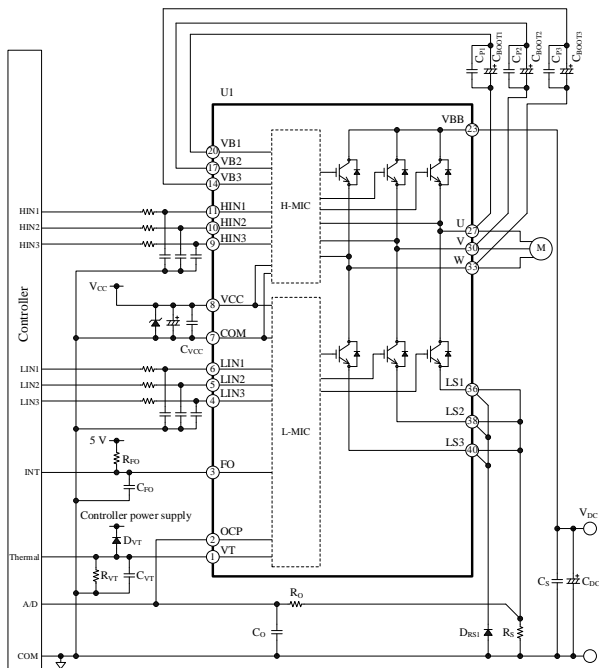 CP1
CBOOT1
CP2
CBOOT2
CP3
CBOOT3
U1
VBB
23
20
VB1
17
VB2
14
VB3
H-MIC
HIN1
11
HIN1
HIN2
10
HIN2
HIN3
9
HIN3
U
27
V
30
W
33
M
Controller
VCC
8
VCC
7
COM
CVCC
LIN1
6
LIN1
LIN2
5
LIN2
LIN3
4
LIN3
L-MIC
LS1
36
LS2
38
LS3
40
5 V
RFO
INT
3
FO
CFO
Controller power supply
DVT
2
OCP
Thermal
1
VT
RVT
CVT
A/D
RO
CO
DRS1
RS
CS
CDC
VDC
COM